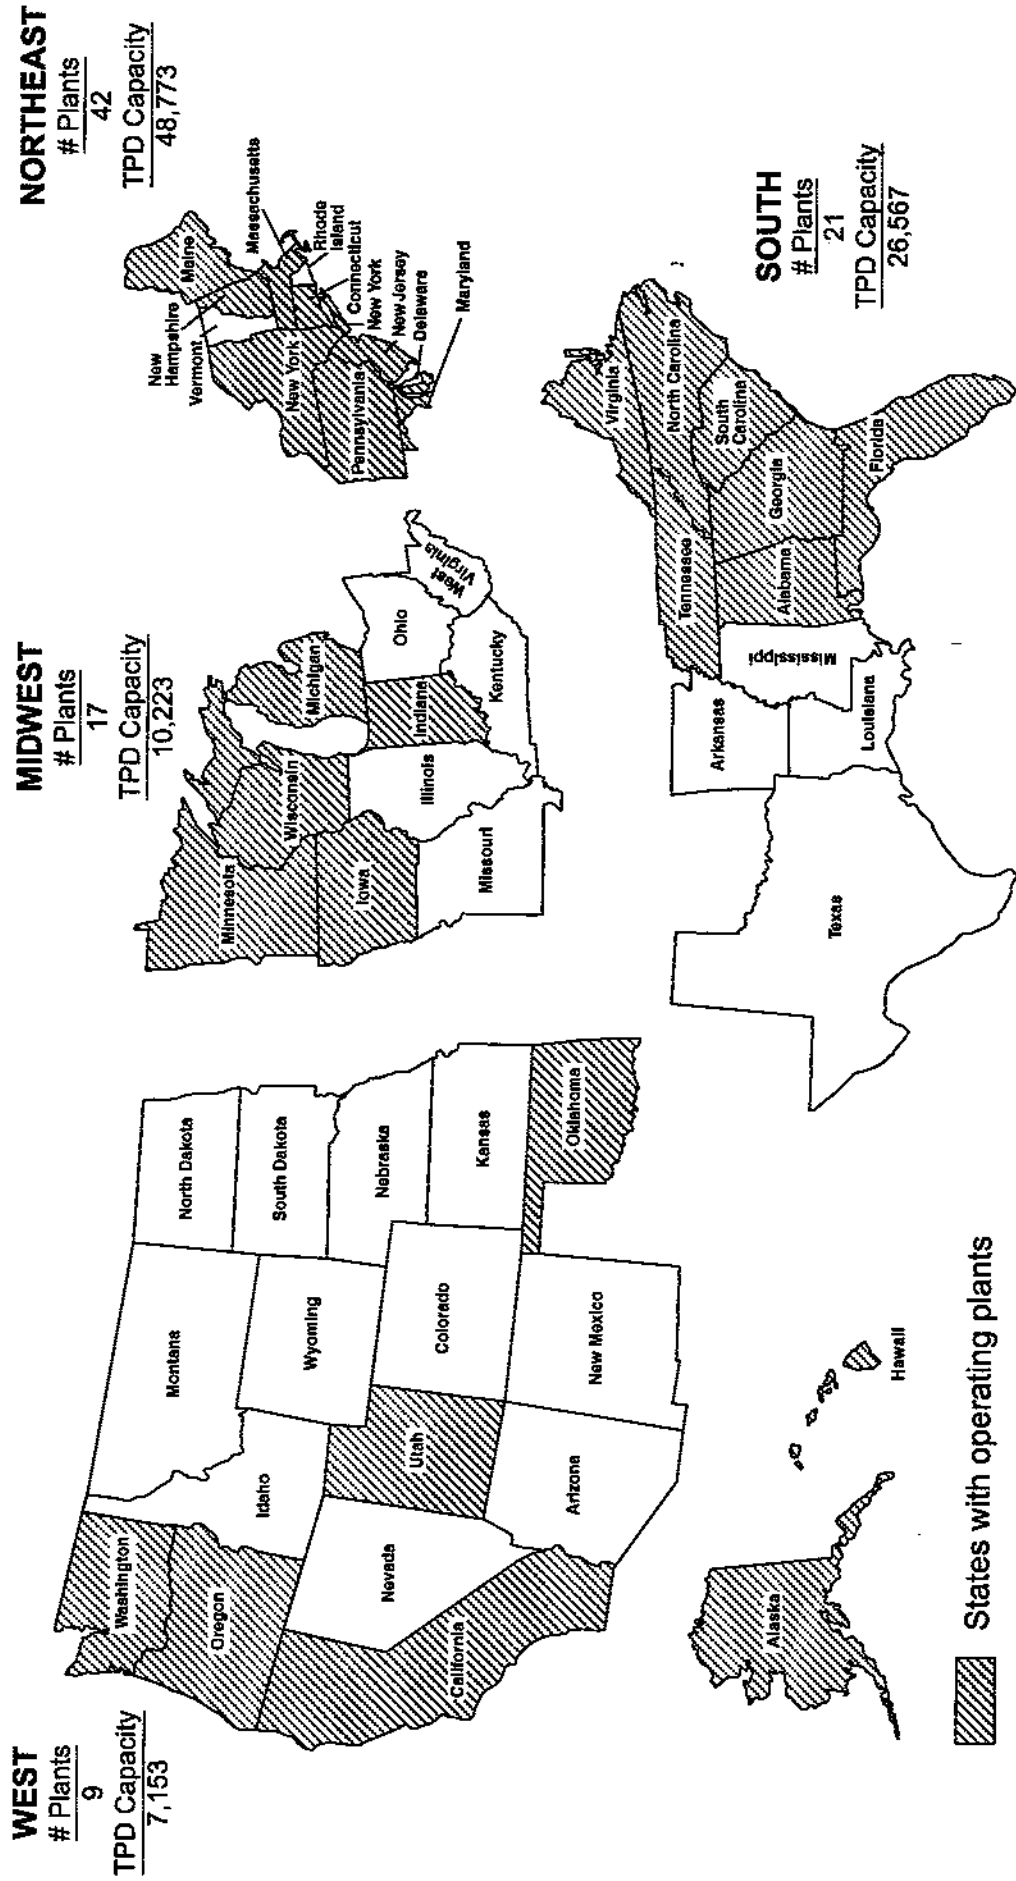 WEST
# Plants
9
TPD Capacity
7,153
MIDWEST
# Plants
17
TPD Capacity
10,223
NORTHEAST
# Plants
42
TPD Capacity
48,773
SOUTH
# Plants
21
TPD Capacity
26,567
Washington
Oregon
California
Nevada
Idaho
Montana
Wyoming
Utah
Colorado
Arizona
New Mexico
North Dakota
South Dakota
Nebraska
Kansas
Oklahoma
Alaska
Hawaii
Minnesota
Wisconsin
Michigan
Iowa
Illinois
Indiana
Ohio
Missouri
Kentucky
West
Virginia
Maine
New
Hampshire
Vermont
Massachusetts
Rhode
Island
Connecticut
New York
New York
New Jersey
Pennsylvania
Delaware
Maryland
Virginia
North Carolina
South
Carolina
Tennessee
Georgia
Alabama
Florida
Mississippi
Arkansas
Louisiana
Texas
States with operating plants